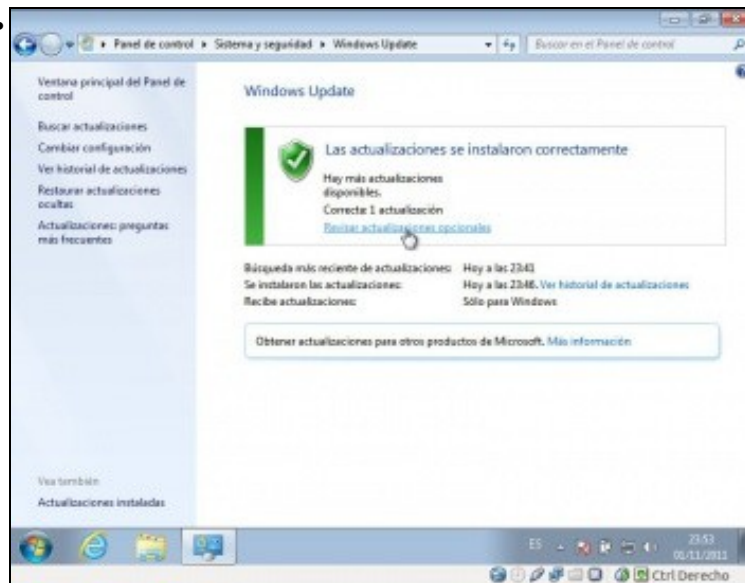 Panel de control
Sistema y seguridad
Windows Update
Buscar en el Panel de control
Ventana principal del Panel de
control
Buscar actualizaciones
Cambiar configuración
Ver historial de actualizaciones
Restaurar actualizaciones
ocultas
Actualizaciones: preguntas
más frecuentes
Vea también
Actualizaciones instaladas
Windows Update
Las actualizaciones se instalaron correctamente
Hay más actualizaciones
disponibles.
Correcta: 1 actualización
Revisar actualizaciones opcionales
Búsqueda más reciente de actualizaciones: Hoy a las 23:41
Se instalaron las actualizaciones: Hoy a las 23:46. Ver historial de actualizaciones
Recibe actualizaciones: Sólo para Windows
Obtener actualizaciones para otros productos de Microsoft. Más información
ES
23:53
01/11/2011
Ctrl Derecho